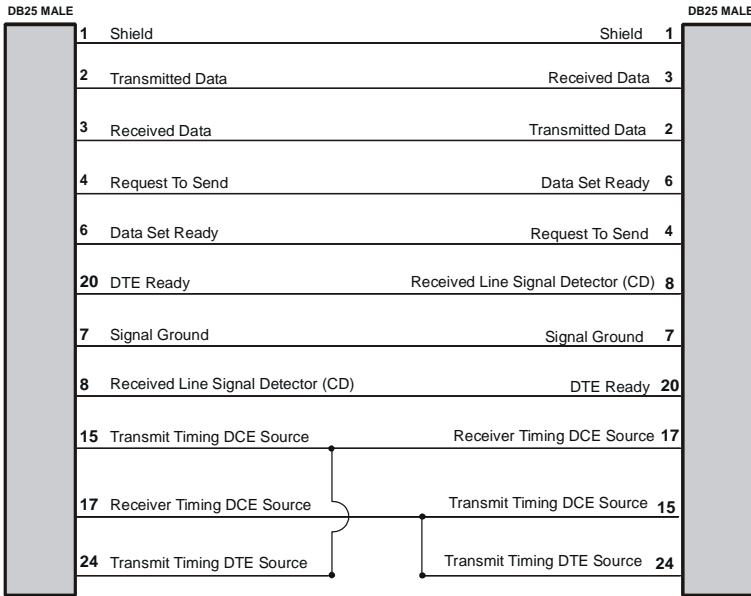 DB25 MALE DB25 MALE
1 Shield Shield 1
2 Transmitted Data Received Data 3
3 Received Data Transmitted Data 2
4 Request To Send Data Set Ready 6
6 Data Set Ready Request To Send 4
20 DTE Ready Received Line Signal Detector (CD) 8
7 Signal Ground Signal Ground 7
8 Received Line Signal Detector (CD) DTE Ready 20
15 Transmit Timing DCE Source Receiver Timing DCE Source 17
17 Receiver Timing DCE Source Transmit Timing DCE Source 15
24 Transmit Timing DTE Source Transmit Timing DTE Source 24